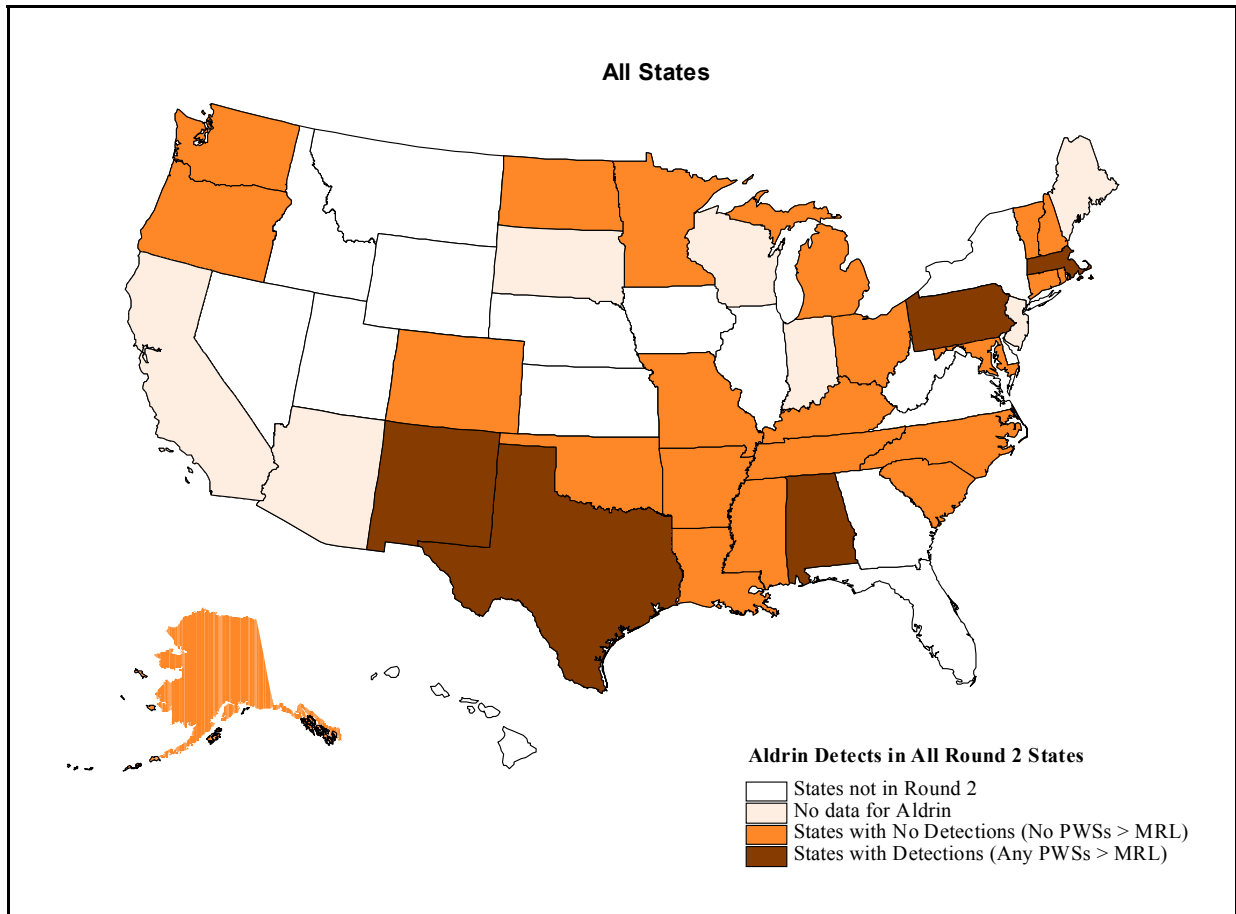 All States
Aldrin Detects in All Round 2 States
States not in Round 2
No data for Aldrin
States with No Detections (No PWSs > MRL)
States with Detections (Any PWSs > MRL)